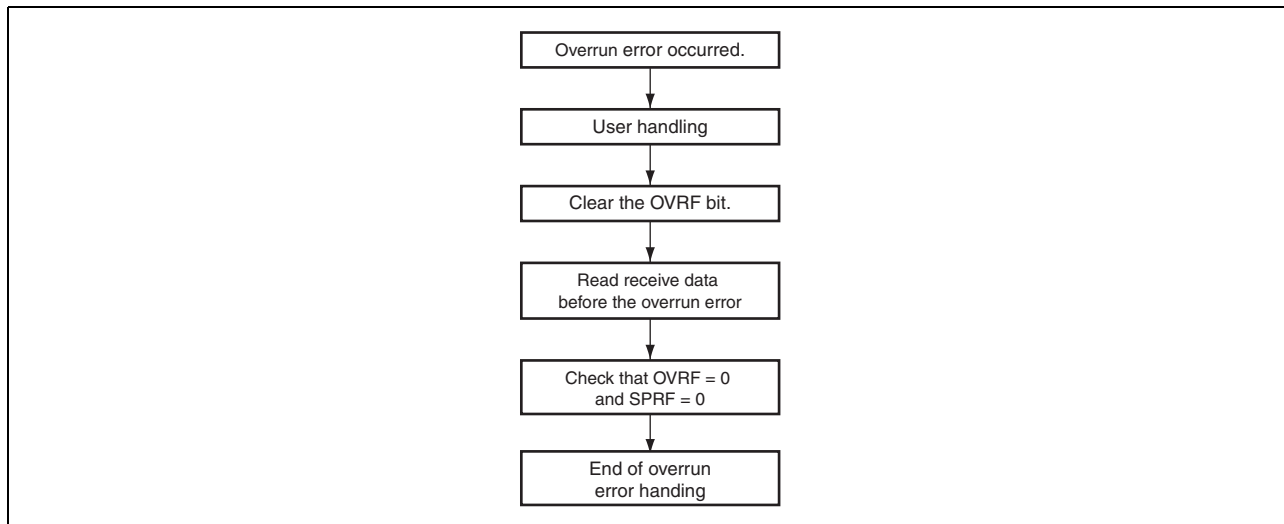 Overrun error occurred.
User handling
Clear the OVRF bit.
Read receive data
before the overrun error
Check that OVRF = 0
and SPRF = 0
End of overrun
error handing